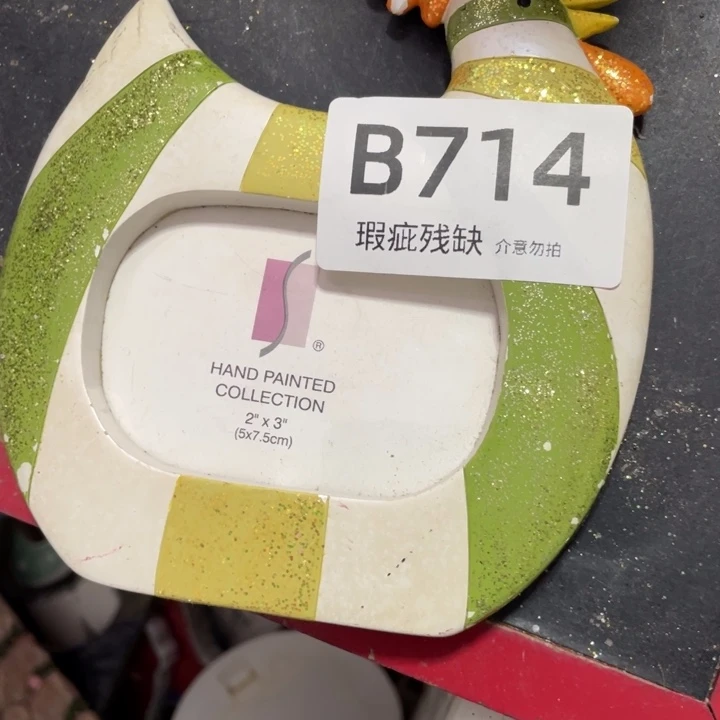 B714
瑕疵残缺 介意勿拍
S
®
HAND PAINTED
COLLECTION
2" x 3"
(5x7.5cm)